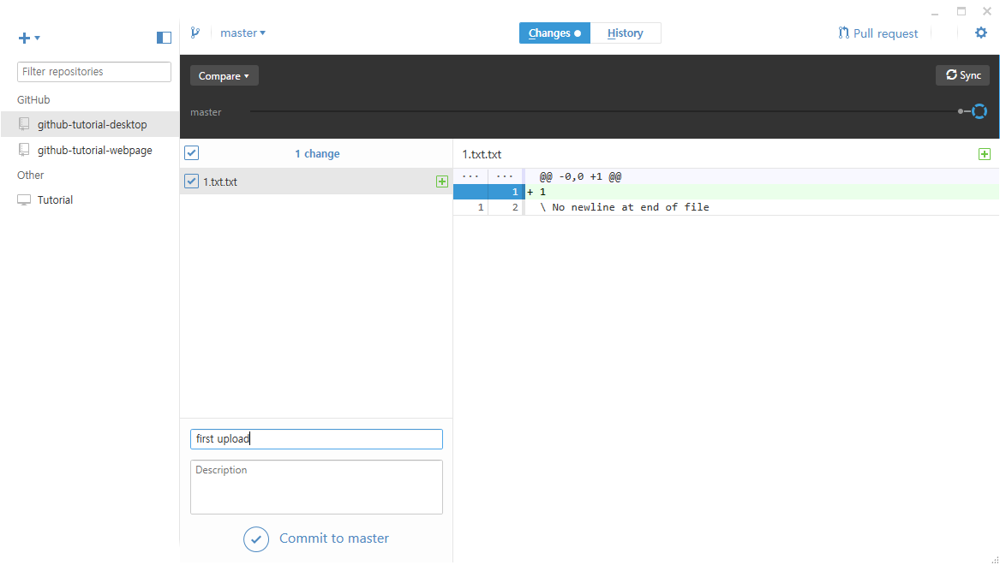 master
Changes
History
Pull request
Filter repositories
GitHub
github-tutorial-desktop
github-tutorial-webpage
Other
Tutorial
Compare
Sync
master
1 change
1.txt.txt
1.txt.txt
... ... @@ -0,0 +1 @@
1 + 1
1 2 \ No newline at end of file
first upload
Description
Commit to master